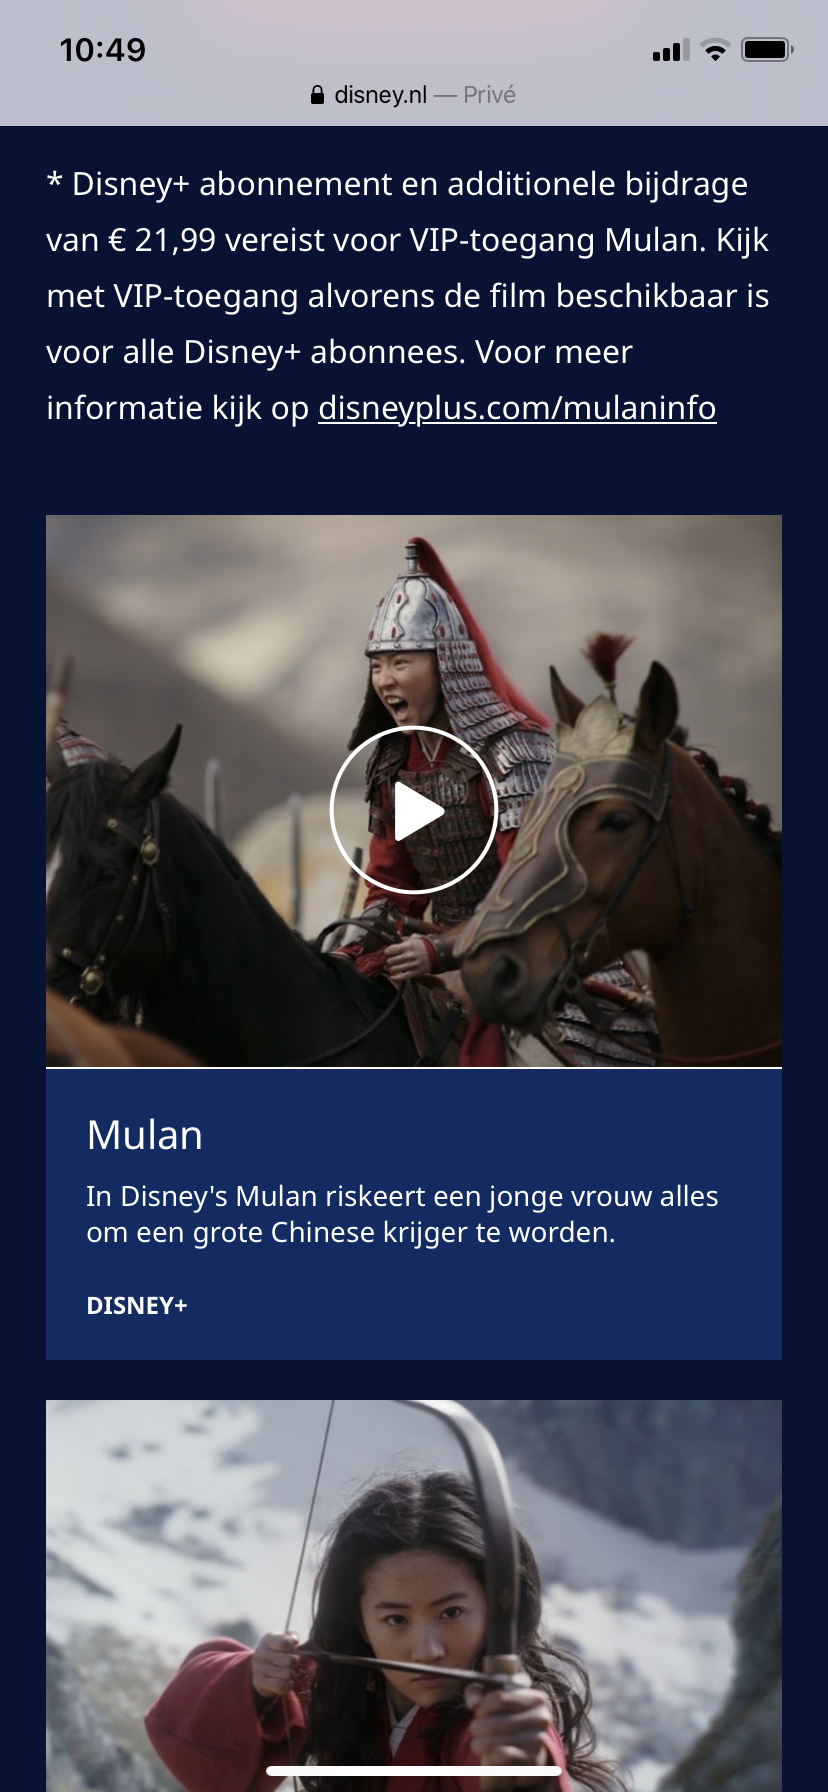 10:49
disney.nl — Privé
* Disney+ abonnement en additionele bijdrage
van € 21,99 vereist voor VIP-toegang Mulan. Kijk
met VIP-toegang alvorens de film beschikbaar is
voor alle Disney+ abonnees. Voor meer
informatie kijk op disneyplus.com/mulaninfo
Mulan
In Disney's Mulan riskeert een jonge vrouw alles
om een grote Chinese krijger te worden.
DISNEY+